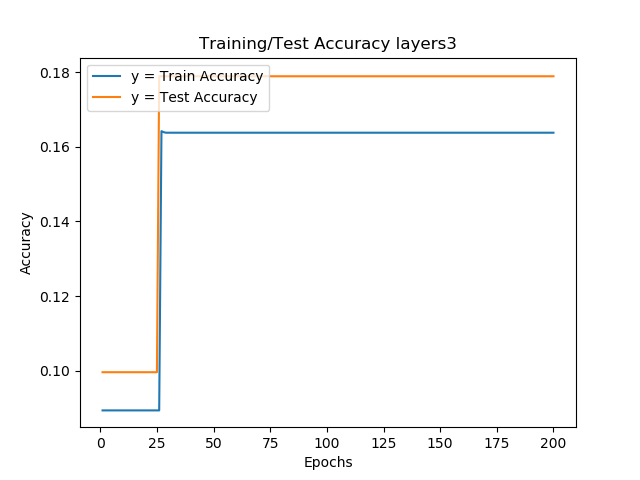 Training/Test Accuracy layers3
y = Train Accuracy
y = Test Accuracy
0.18
0.16
0.14
0.12
0.10
Accuracy
0 25 50 75 100 125 150 175 200
Epochs